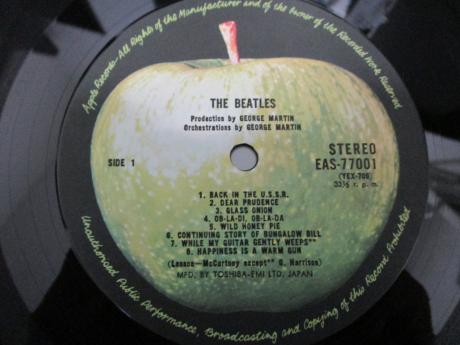 Apple Records · All Rights of the Manufacturer and of the Owner of the Recorded Work Reserved
THE BEATLES
Production by GEORGE MARTIN
Orchestrations by GEORGE MARTIN
SIDE 1
STEREO
EAS-77001
(YEX-709)
33⅓ r. p. m.
1. BACK IN THE U.S.S.R.
2. DEAR PRUDENCE
3. GLASS ONION
4. OB-LA-DI, OB-LA-DA
5. WILD HONEY PIE
6. CONTINUING STORY OF BUNGALOW BILL
7. WHILE MY GUITAR GENTLY WEEPS**
8. HAPPINESS IS A WARM GUN
(Lennon—McCartney except** G. Harrison)
MFD. BY TOSHIBA-EMI LTD. JAPAN
Unauthorised Public Performance, Broadcasting and Copying of this Record Prohibited